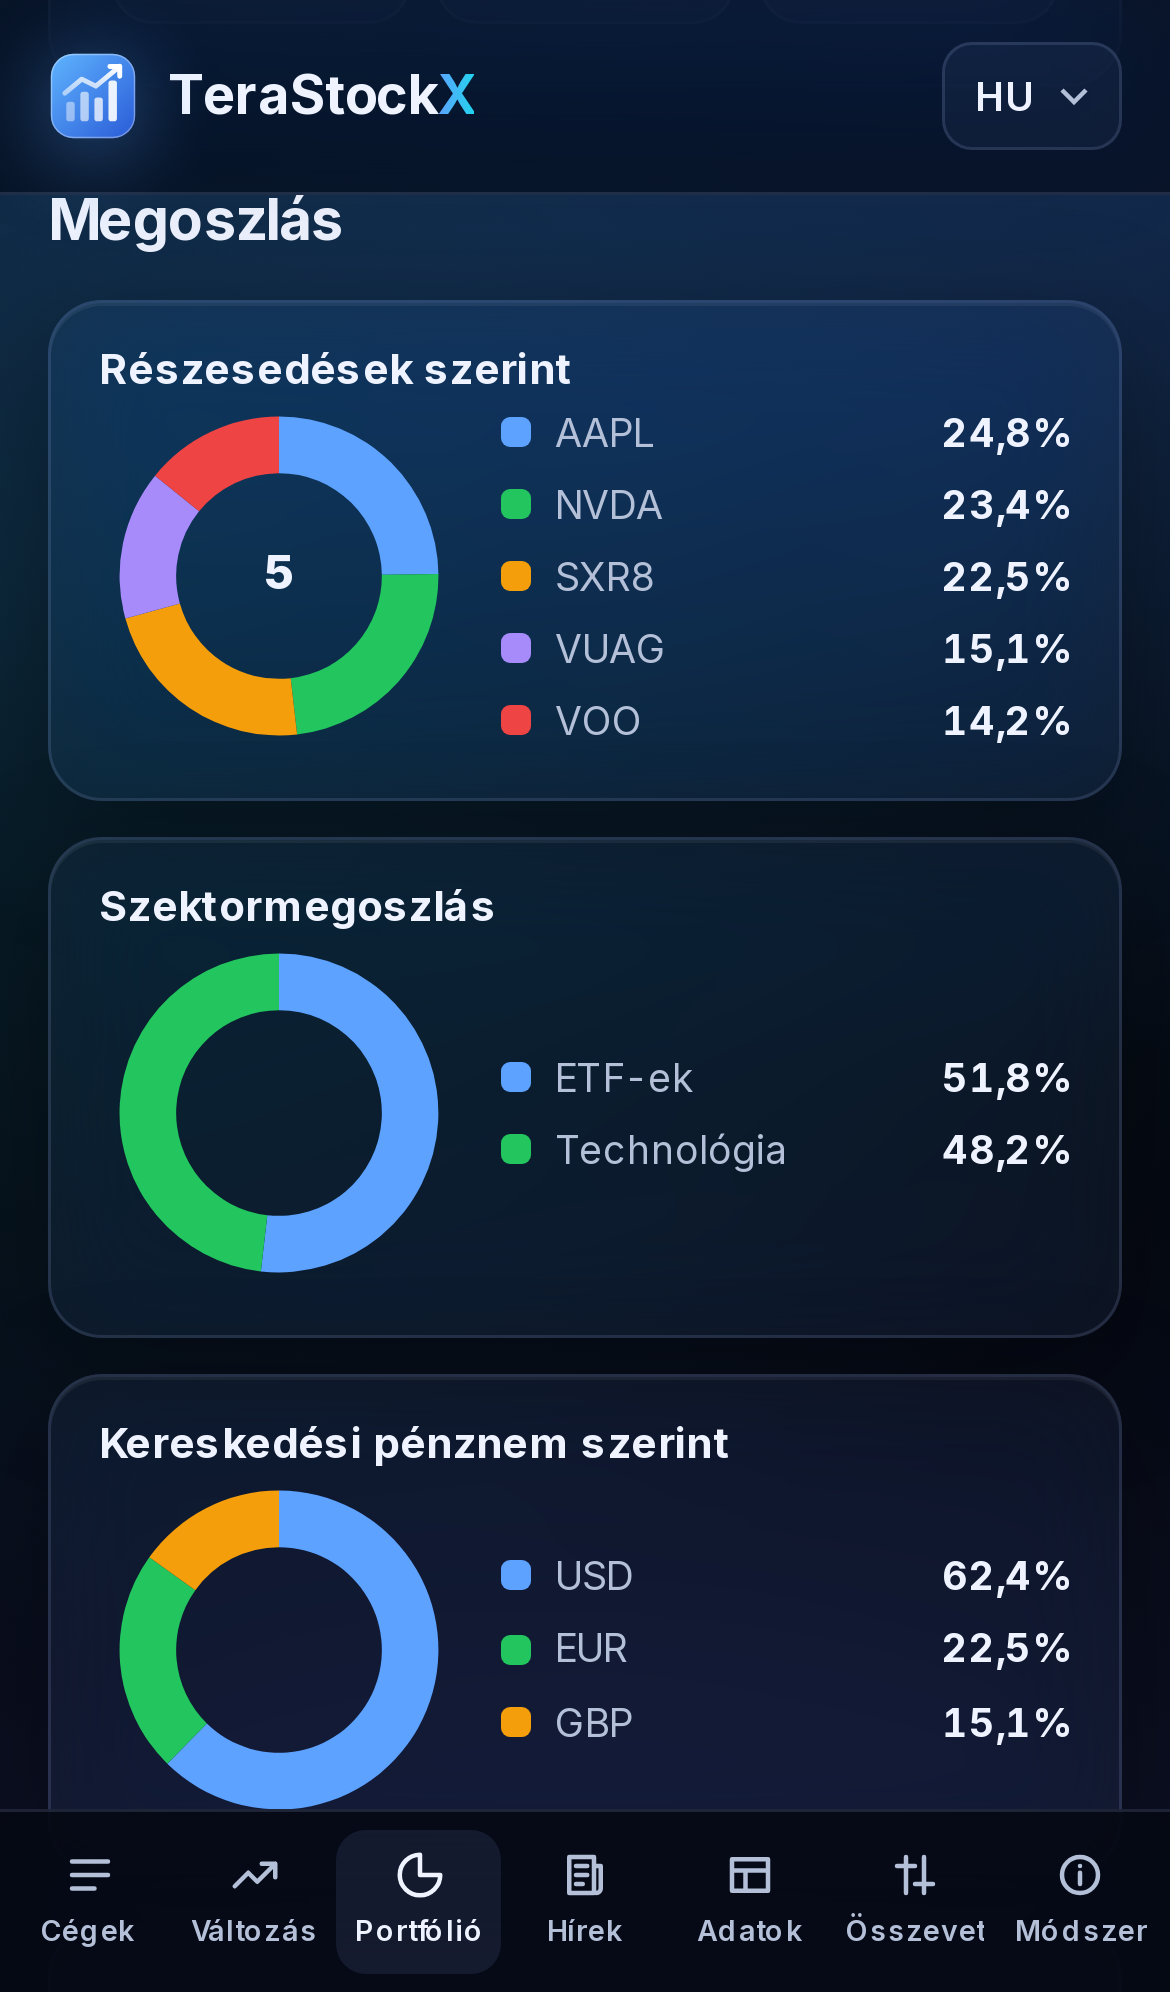 TeraStockX
HU
Megoszlás
Részesedések szerint
5
AAPL 24,8%
NVDA 23,4%
SXR8 22,5%
VUAG 15,1%
VOO 14,2%
Szektormegoszlás
ETF-ek 51,8%
Technológia 48,2%
Kereskedési pénznem szerint
USD 62,4%
EUR 22,5%
GBP 15,1%
Cégek Változás Portfólió Hírek Adatok Összevet Módszer